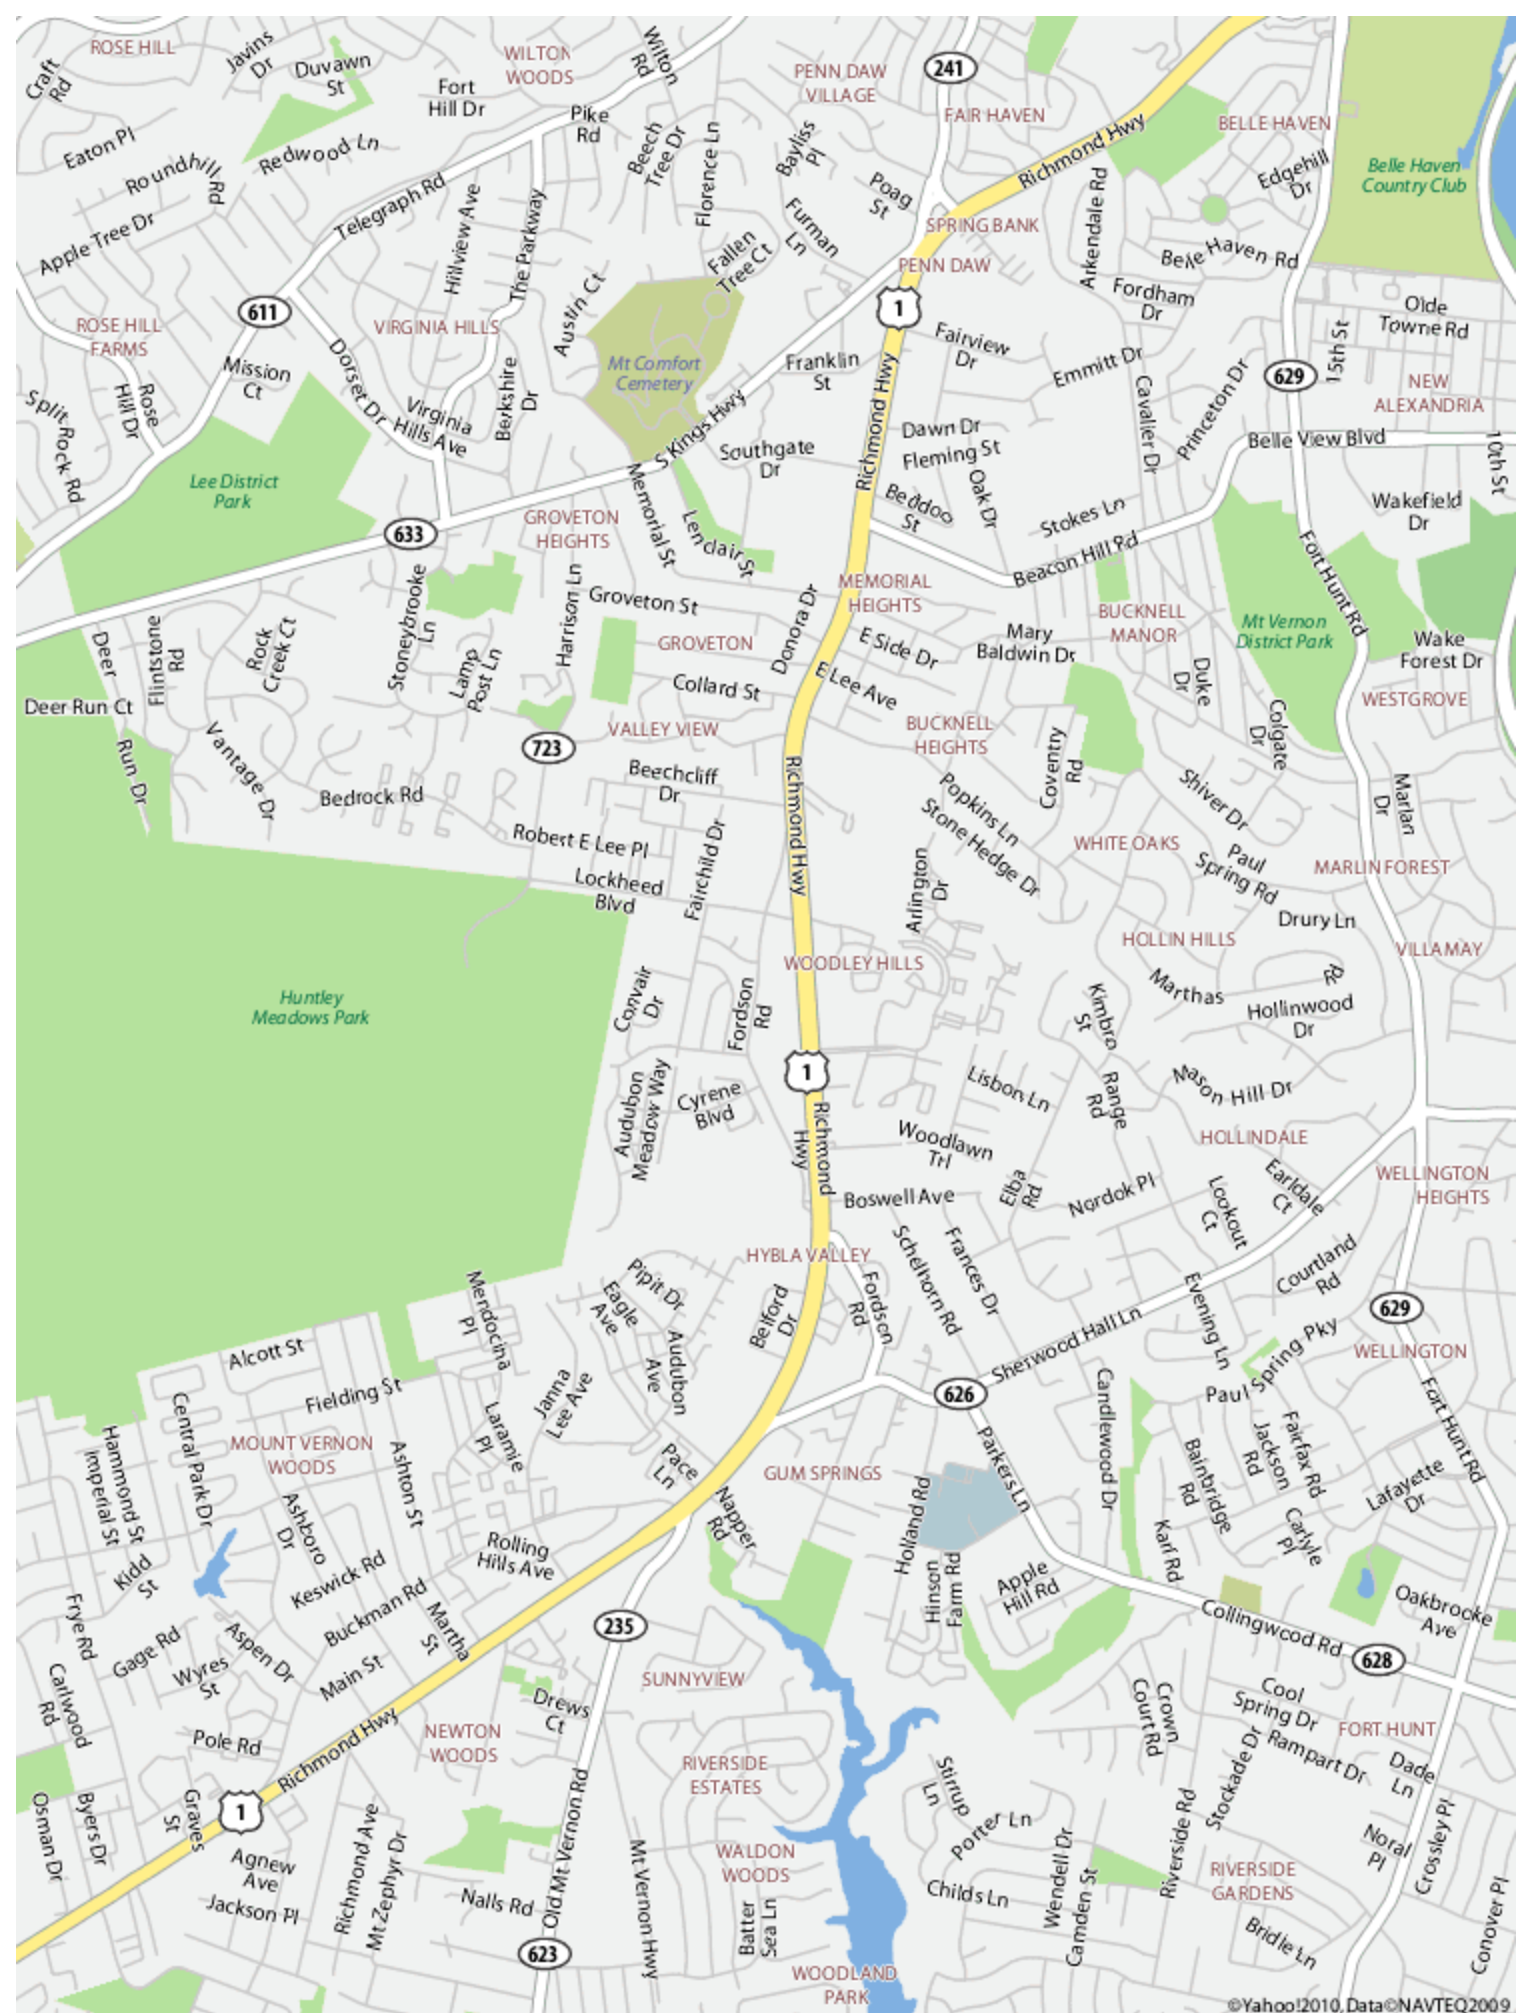 ROSE HILL
Javins
Dr
Duvawn
St
Craft
Rd
WILTON
WOODS
Wilton
Rd
Fort
Hill Dr
Pike
Rd
PENN DAW
VILLAGE
241
FAIR HAVEN
Richmond Hwy
BELLE HAVEN
Belle Haven
Country Club
Edgehill
Dr
Eaton Pl
Redwood Ln
Roundhill Rd
Apple Tree Dr
Telegraph Rd
Beech
Tree Dr
Florence Ln
Bayliss
Pl
Poag
St
Furman
Ln
SPRING BANK
PENN DAW
Arkendale Rd
Belle Haven Rd
Hillview Ave
The Parkway
Fallen
Tree Ct
Austin Ct
Fordham
Dr
Olde
Towne Rd
611
ROSE HILL
FARMS
VIRGINIA HILLS
1
Fairview
Dr
Emmitt Dr
15th St
Mission
Ct
Dorset Dr
Mt Comfort
Cemetery
Franklin
St
Richmond Hwy
629
NEW
ALEXANDRIA
Split Rock Rd
Rose
Hill Dr
Virginia
Hills Ave
Berkshire
Dr
S Kings Hwy
Southgate
Dr
Dawn Dr
Fleming St
Cavalier Dr
Princeton Dr
Belle View Blvd
10th St
Lee District
Park
Memorial St
Oak Dr
Beddoo
St
Stokes Ln
Wakefield
Dr
633
GROVETON
HEIGHTS
Lenclair St
Beacon Hill Rd
Fort Hunt Rd
Stoneybrooke
Ln
Harrison Ln
Groveton St
Donora Dr
MEMORIAL
HEIGHTS
BUCKNELL
MANOR
Mt Vernon
District Park
Wake
Forest Dr
Deer
Run Dr
Flintstone
Rd
Rock
Creek Ct
Lamp
Post Ln
GROVETON
E Side Dr
Mary
Baldwin Dr
Duke
Dr
WESTGROVE
Deer Run Ct
Collard St
E Lee Ave
VALLEY VIEW
BUCKNELL
HEIGHTS
Colgate
Dr
723
Vantage Dr
Bedrock Rd
Beechcliff
Dr
Richmond Hwy
Popkins Ln
Stone Hedge Dr
Coventry
Rd
Shiver Dr
Marlan
Dr
Robert E Lee Pl
Fairchild Dr
WHITE OAKS
Paul
Spring Rd
MARLIN FOREST
Lockheed
Blvd
Arlington
Dr
Drury Ln
HOLLIN HILLS
VILLAMAY
WOODLEY HILLS
Huntley
Meadows Park
Convair
Dr
Fordson
Rd
Kimbro
St
Marthas
Rd
Hollinwood
Dr
1
Audubon
Meadow Way
Cyrene
Blvd
Richmond
Hwy
Lisbon Ln
Range
Rd
Mason Hill Dr
Woodlawn
Trl
HOLLINDALE
Boswell Ave
Elba
Rd
Nordok Pl
Lookout
Ct
Earldale
Ct
WELLINGTON
HEIGHTS
HYBLA VALLEY
Schelhorn Rd
Frances Dr
Courtland
Rd
Pipit Dr
Eagle
Ave
Belford
Dr
Fordson
Rd
Evening Ln
629
Mendocina
Pl
Audubon
Ave
Sherwood Hall Ln
WELLINGTON
Alcott St
Fielding St
Janna
Lee Ave
626
Candlewood Dr
Paul Spring Pky
Fort Hunt Rd
Central Park Dr
Hammond St
Imperial St
MOUNT VERNON
WOODS
Laramie
Pl
Ashton St
Pace
Ln
GUM SPRINGS
Parkers Ln
Bainbridge
Rd
Jackson
Rd
Fairfax Rd
Lafayette
Dr
Ashboro
Dr
Napper
Rd
Holland Rd
Carlyle
Pl
Kidd
St
Keswick Rd
Rolling
Hills Ave
Hinson
Farm Rd
Apple
Hill Rd
Karl Rd
Frye Rd
Buckman Rd
Martha
St
235
Collingwood Rd
Oakbrooke
Ave
Gage Rd
Wyres
St
Aspen Dr
Main St
628
Carlwood
Rd
SUNNYVIEW
Drews
Ct
Crown
Court Rd
Cool
Spring Dr
Pole Rd
Richmond Hwy
NEWTON
WOODS
FORT HUNT
RIVERSIDE
ESTATES
Stockade Dr
Rampart Dr
Dade
Ln
Osman Dr
Byers Dr
Graves
St
1
Stirrup
Ln
Porter Ln
Riverside Rd
Noral
Pl
Crossley Pl
Agnew
Ave
Richmond Ave
Mt Zephyr Dr
Old Mt Vernon Rd
Mt Vernon Hwy
WALDON
WOODS
Wendell Dr
Camden St
RIVERSIDE
GARDENS
Jackson Pl
Nalls Rd
Batter
Sea Ln
Childs Ln
Bridle Ln
Conover Pl
623
WOODLAND
PARK
©Yahoo!2010, Data©NAVTEQ2009